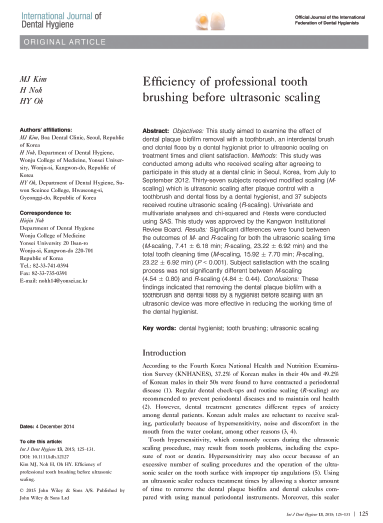 International Journal of
Dental Hygiene
Official Journal of the International
Federation of Dental Hygienists
ORIGINAL ARTICLE
MJ Kim
H Noh
HY Oh
Efficiency of professional tooth
brushing before ultrasonic scaling
Authors' affiliations:
MJ Kim, Boa Dental Clinic, Seoul, Republic
of Korea
H Noh, Department of Dental Hygiene,
Wonju College of Medicine, Yonsei Univer-
sity, Wonju-si, Kangwon-do, Republic of
Korea
HY Oh, Department of Dental Hygiene, Su-
won Science College, Hwaseong-si,
Gyeonggi-do, Republic of Korea
Correspondence to:
Hiejin Noh
Department of Dental Hygiene
Wonju College of Medicine
Yonsei University 20 Ilsan-ro
Wonju-si, Kangwon-do 220-701
Republic of Korea
Tel.: 82-33-741-0394
Fax: 82-33-735-0391
E-mail: nohh14@yonsei.ac.kr
Abstract: Objectives: This study aimed to examine the effect of
dental plaque biofilm removal with a toothbrush, an interdental brush
and dental floss by a dental hygienist prior to ultrasonic scaling on
treatment times and client satisfaction. Methods: This study was
conducted among adults who received scaling after agreeing to
participate in this study at a dental clinic in Seoul, Korea, from July to
September 2012. Thirty-seven subjects received modified scaling (M-
scaling) which is ultrasonic scaling after plaque control with a
toothbrush and dental floss by a dental hygienist, and 37 subjects
received routine ultrasonic scaling (R-scaling). Univariate and
multivariate analyses and chi-squared and t-tests were conducted
using SAS. This study was approved by the Kangwon Institutional
Review Board. Results: Significant differences were found between
the outcomes of M- and R-scaling for both the ultrasonic scaling time
(M-scaling, 7.41 ± 6.16 min; R-scaling, 23.22 ± 6.92 min) and the
total tooth cleaning time (M-scaling, 15.92 ± 7.70 min; R-scaling,
23.22 ± 6.92 min) (P < 0.001). Subject satisfaction with the scaling
process was not significantly different between M-scaling
(4.54 ± 0.80) and R-scaling (4.84 ± 0.44). Conclusions: These
findings indicated that removing the dental plaque biofilm with a
toothbrush and dental floss by a hygienist before scaling with an
ultrasonic device was more effective in reducing the working time of
the dental hygienist.
Key words: dental hygienist; tooth brushing; ultrasonic scaling
Introduction
According to the Fourth Korea National Health and Nutrition Examina-
tion Survey (KNHANES), 37.2% of Korean males in their 40s and 49.2%
of Korean males in their 50s were found to have contracted a periodontal
disease (1). Regular dental check-ups and routine scaling (R-scaling) are
recommended to prevent periodontal diseases and to maintain oral health
(2). However, dental treatment generates different types of anxiety
among dental patients. Korean adult males are reluctant to receive scal-
ing, particularly because of hypersensitivity, noise and discomfort in the
mouth from the water coolant, among other reasons (3, 4).
Tooth hypersensitivity, which commonly occurs during the ultrasonic
scaling procedure, may result from tooth problems, including the expo-
sure of root or dentin. Hypersensitivity may also occur because of an
excessive number of scaling procedures and the operation of the ultra-
sonic scaler on the tooth surface with improper tip angulations (5). Using
an ultrasonic scaler reduces treatment times by allowing a shorter amount
of time to remove the dental plaque biofilm and dental calculus com-
pared with using manual periodontal instruments. Moreover, this scaler
Dates: 4 December 2014
To cite this article:
Int J Dent Hygiene 13, 2015; 125–131.
DOI: 10.1111/idh.12127
Kim MJ, Noh H, Oh HY. Efficiency of
professional tooth brushing before ultrasonic
scaling.
© 2015 John Wiley & Sons A/S. Published by
John Wiley & Sons Ltd
Int J Dent Hygiene 13, 2015; 125–131 | 125